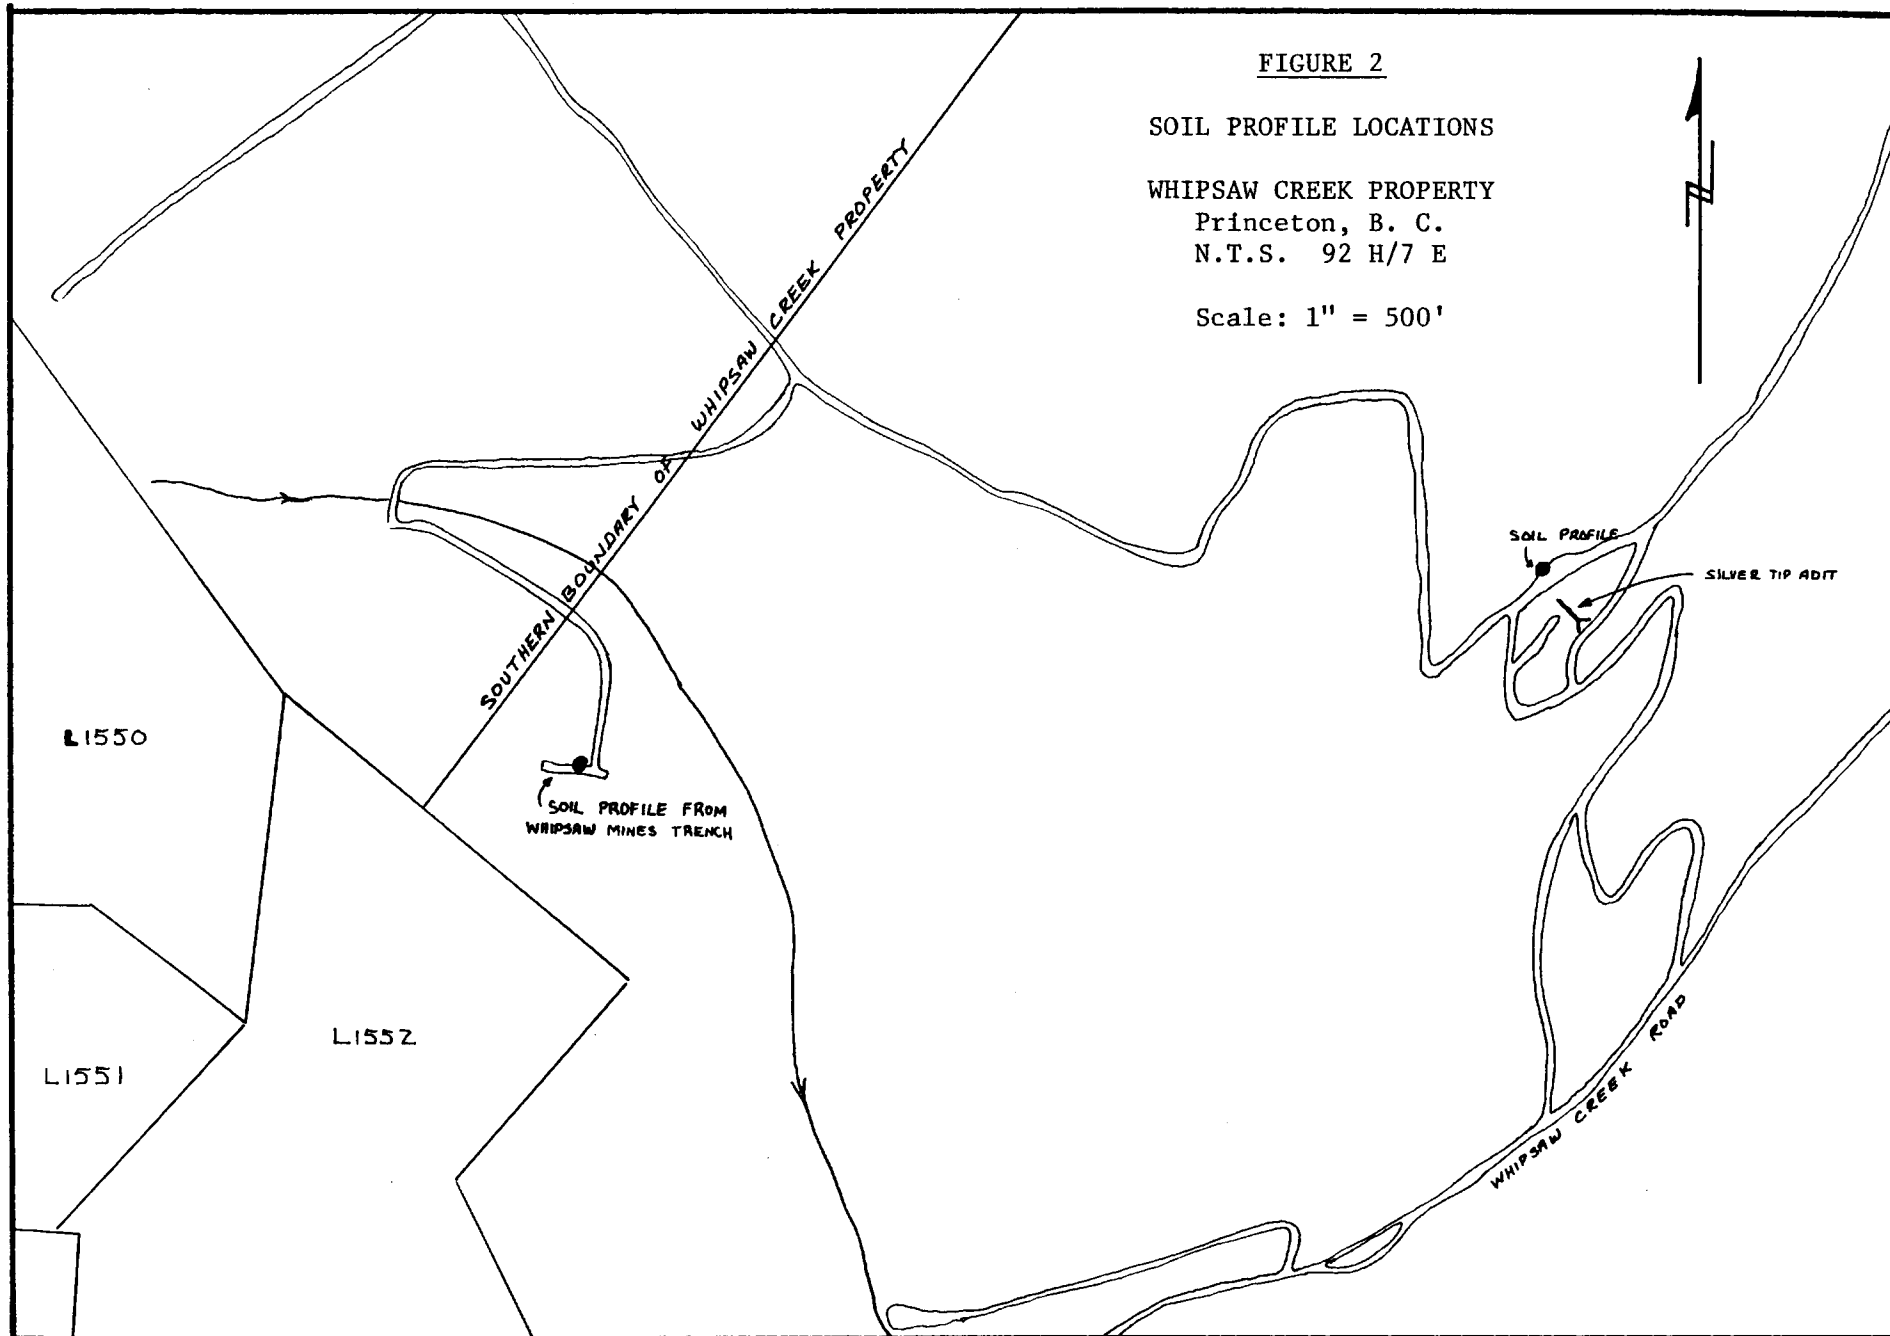 FIGURE 2
SOIL PROFILE LOCATIONS
WHIPSAW CREEK PROPERTY
Princeton, B. C.
N.T.S. 92 H/7 E
Scale: 1" = 500'
N
SOUTHERN BOUNDARY OF WHIPSAW CREEK PROPERTY
SOIL PROFILE
SILVER TIP ADIT
L1550
SOIL PROFILE FROM
WHIPSAW MINES TRENCH
L1552
L1551
WHIPSAW CREEK ROAD